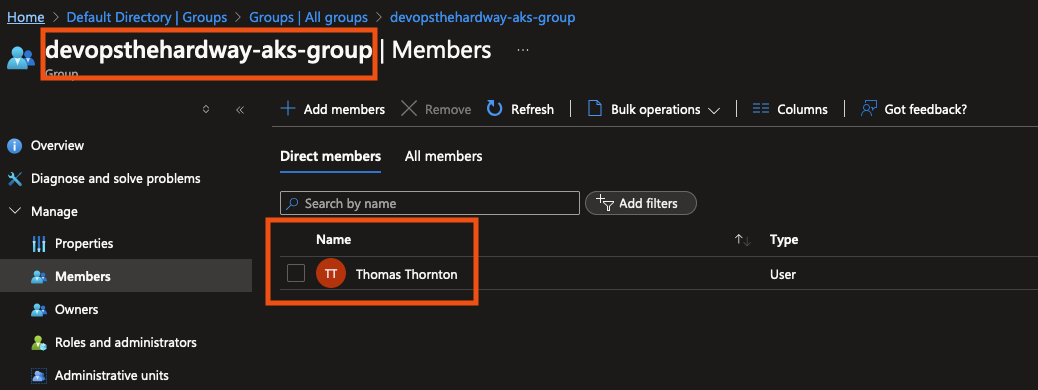 Home > Default Directory | Groups > Groups | All groups > devopsthehardway-aks-group
devopsthehardway-aks-group | Members ...
Group
«
Add members Remove Refresh Bulk operations Columns Got feedback?
Overview
Diagnose and solve problems
Manage
Properties
Members
Owners
Roles and administrators
Administrative units
Direct members All members
Search by name Add filters
Name Type
TT Thomas Thornton User